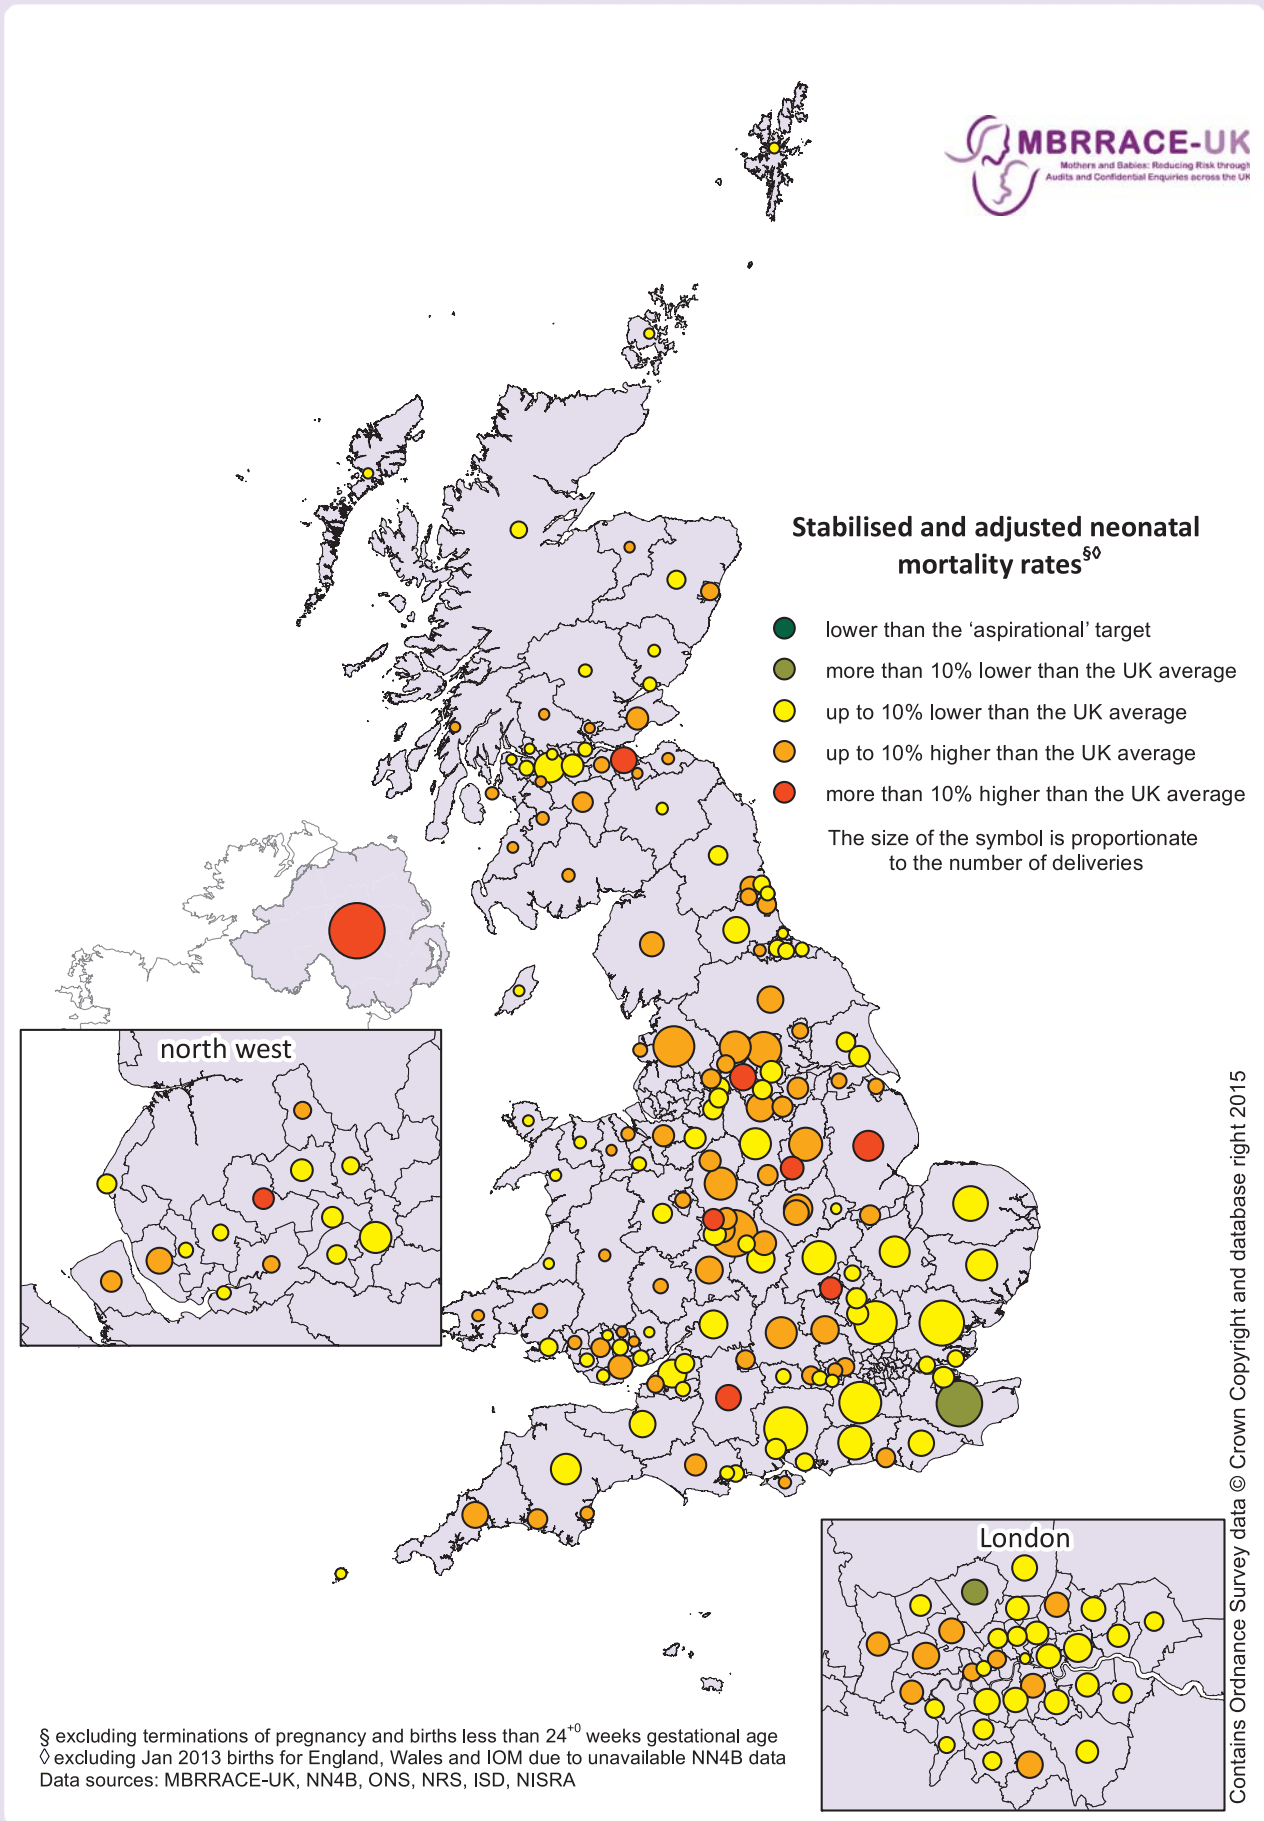 MBRRACE-UK
Mothers and Babies: Reducing Risk through
Audits and Confidential Enquiries across the UK
Stabilised and adjusted neonatal
mortality rates§◊
lower than the ‘aspirational’ target
more than 10% lower than the UK average
up to 10% lower than the UK average
up to 10% higher than the UK average
more than 10% higher than the UK average
The size of the symbol is proportionate
to the number of deliveries
north west
London
§ excluding terminations of pregnancy and births less than 24+0 weeks gestational age
◊ excluding Jan 2013 births for England, Wales and IOM due to unavailable NN4B data
Data sources: MBRRACE-UK, NN4B, ONS, NRS, ISD, NISRA
Contains Ordnance Survey data © Crown Copyright and database right 2015